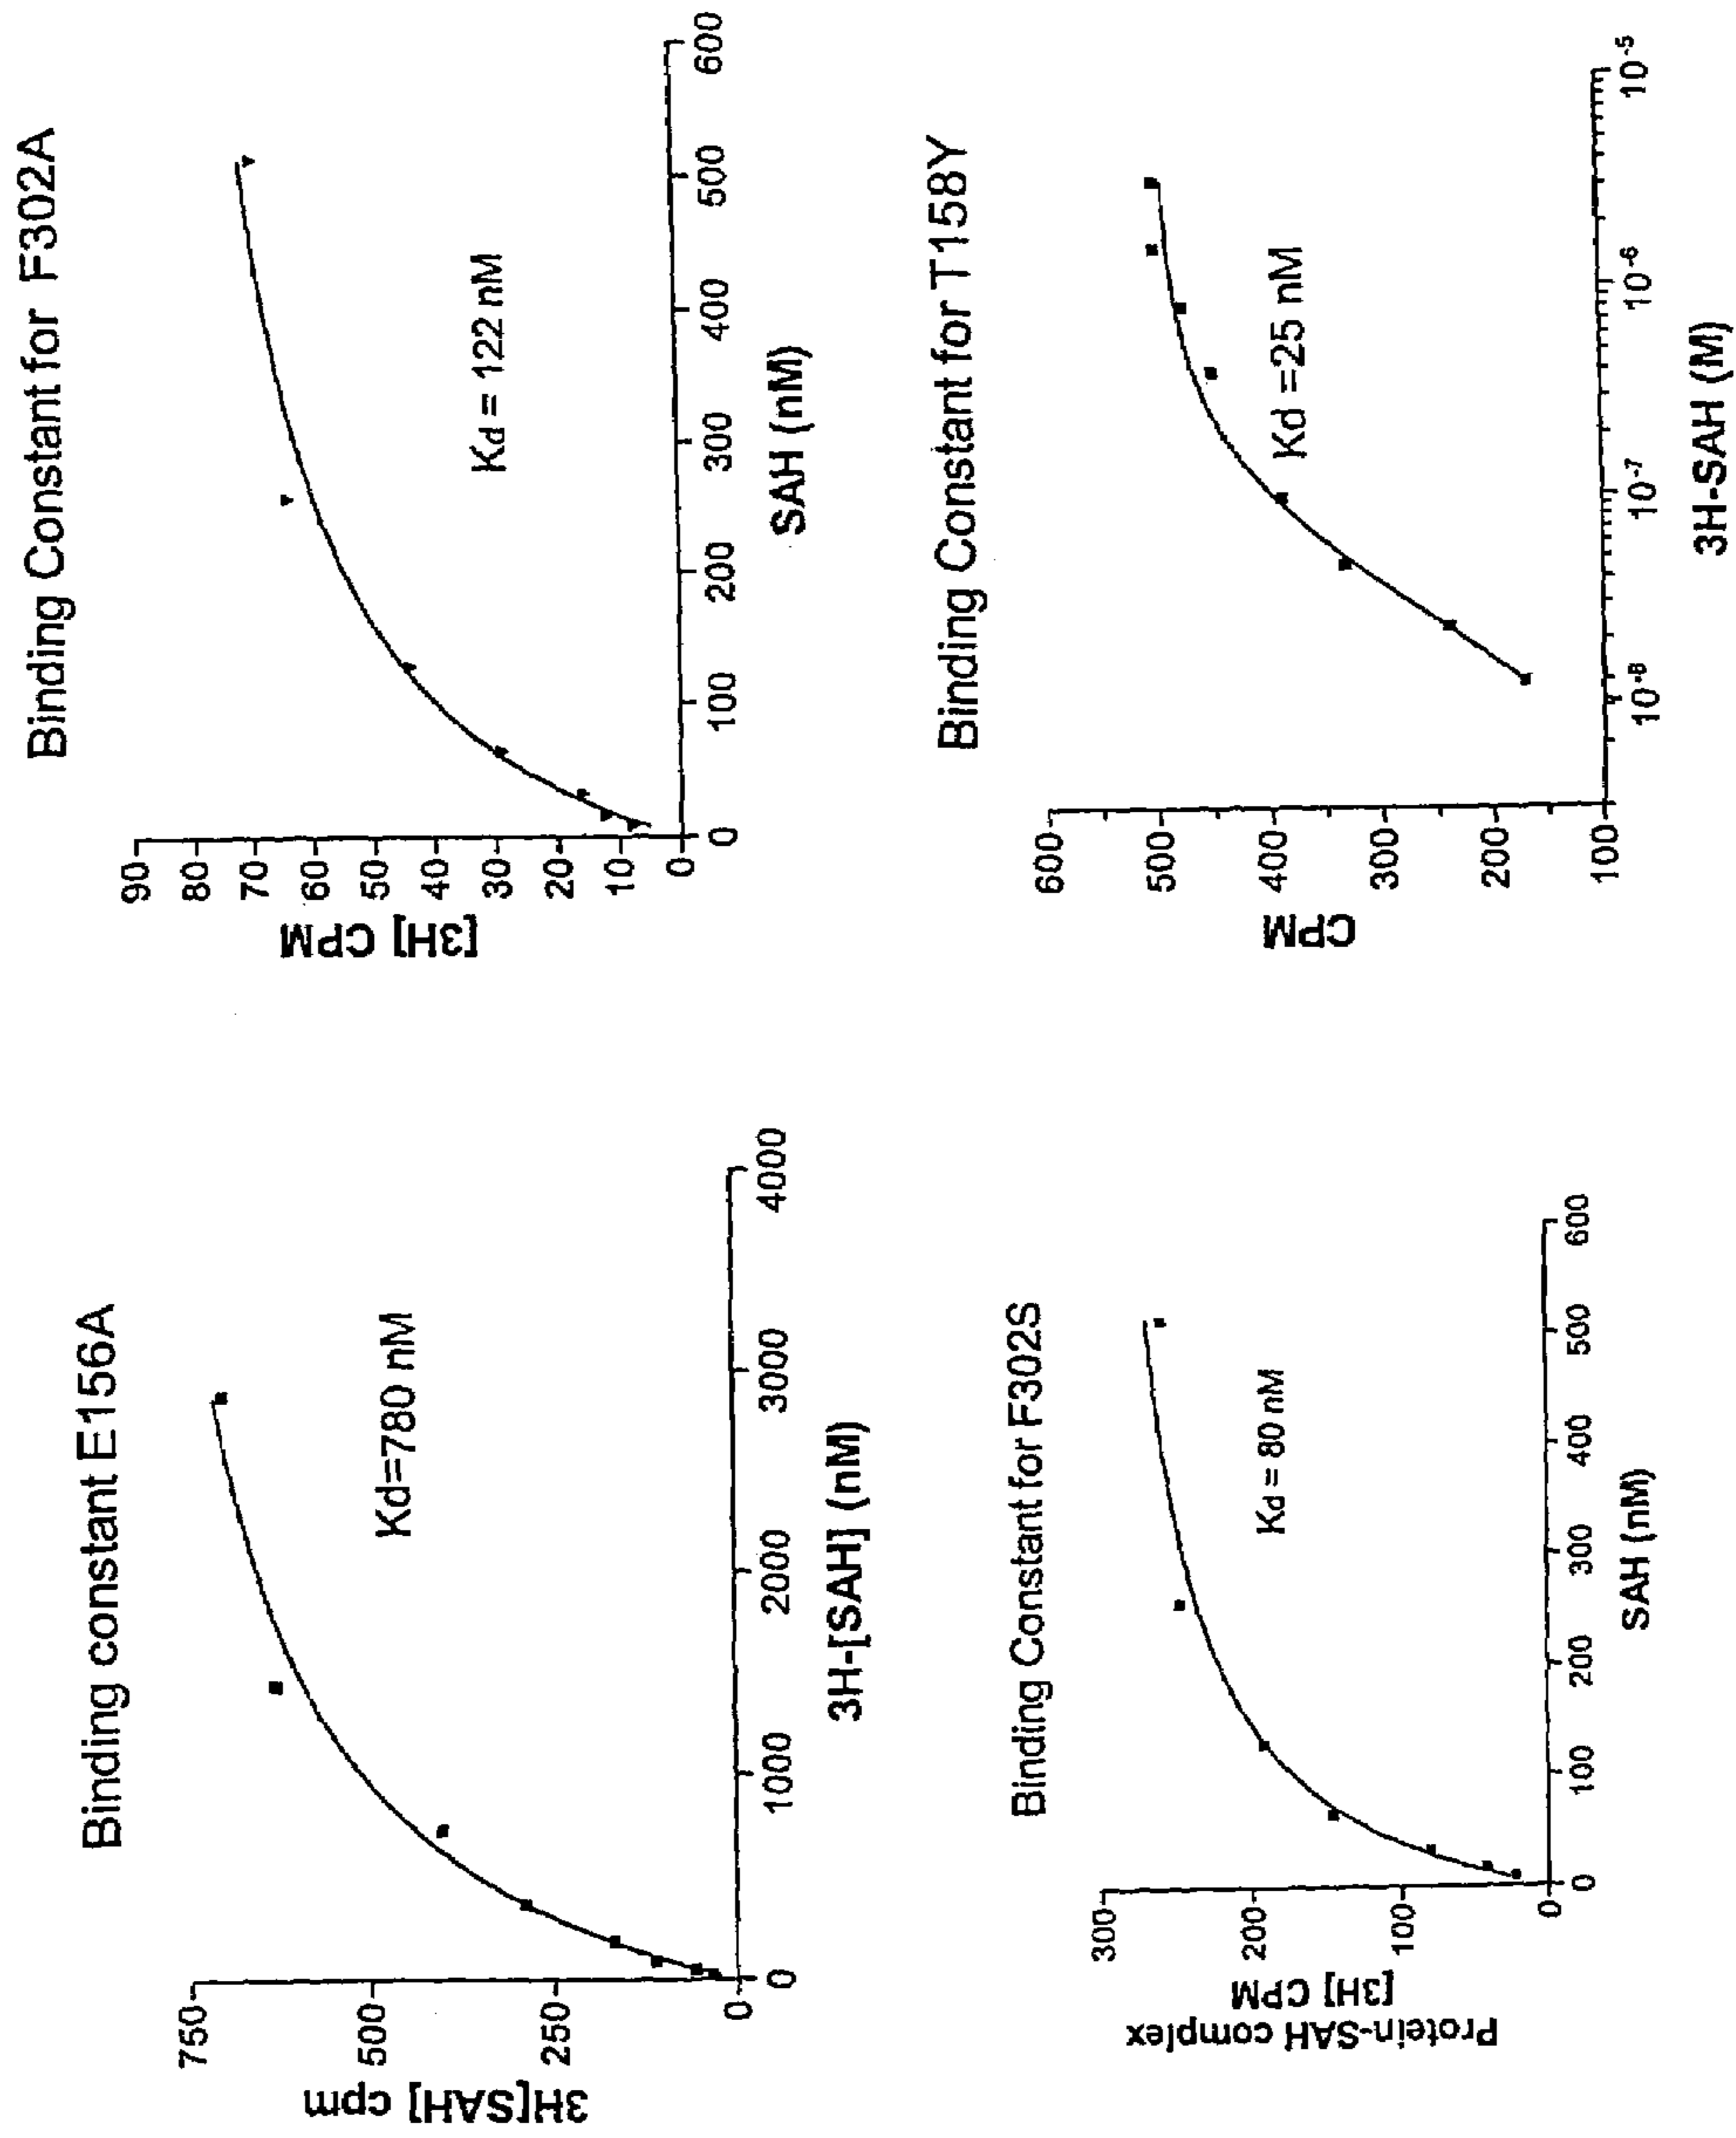 Binding constant E156A
750
500
250
0
3H[SAH] cpm
Kd=780 nM
0
1000
2000
3000
4000
3H-[SAH] (nM)
Binding Constant for F302A
90
80
70
60
50
40
30
20
10
0
[3H] CPM
Kd = 122 nM
0
100
200
300
400
500
600
SAH (nM)
Binding Constant for F302S
300
200
100
0
Protein-SAH complex
[3H] CPM
Kd = 80 nM
0
100
200
300
400
500
600
SAH (nM)
Binding Constant for T158Y
600
500
400
300
200
100
CPM
Kd =25 nM
10-8
10-7
10-6
10-5
3H-SAH (M)